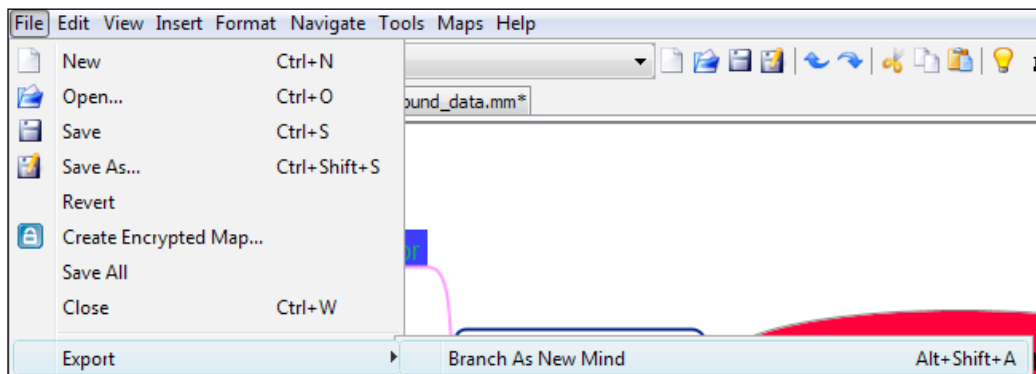 File Edit View Insert Format Navigate Tools Maps Help
New Ctrl+N
Open... Ctrl+O
ound_data.mm*
Save Ctrl+S
Save As... Ctrl+Shift+S
Revert
Create Encrypted Map...
or
Save All
Close Ctrl+W
Export Branch As New Mind Alt+Shift+A